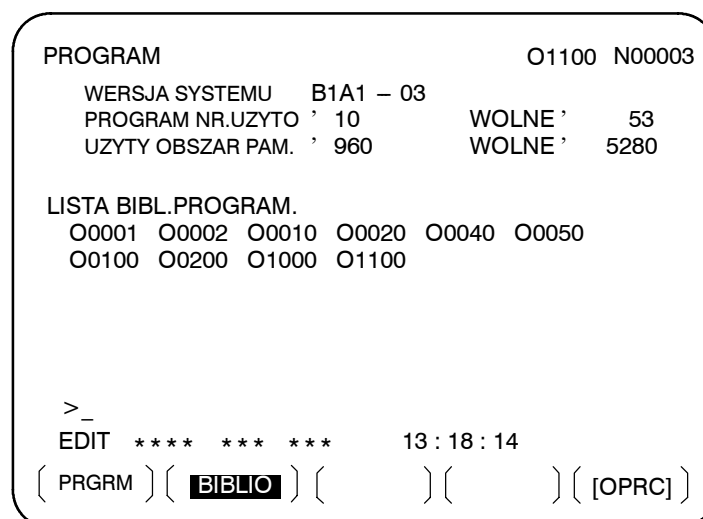 PROGRAM O1100 N00003
WERSJA SYSTEMU B1A1 – 03
PROGRAM NR.UZYTO ’ 10 WOLNE ’ 53
UZYTY OBSZAR PAM. ’ 960 WOLNE ’ 5280
LISTA BIBL.PROGRAM.
O0001 O0002 O0010 O0020 O0040 O0050
O0100 O0200 O1000 O1100
>_
EDIT **** *** *** 13 : 18 : 14
PRGRM BIBLIO [OPRC]